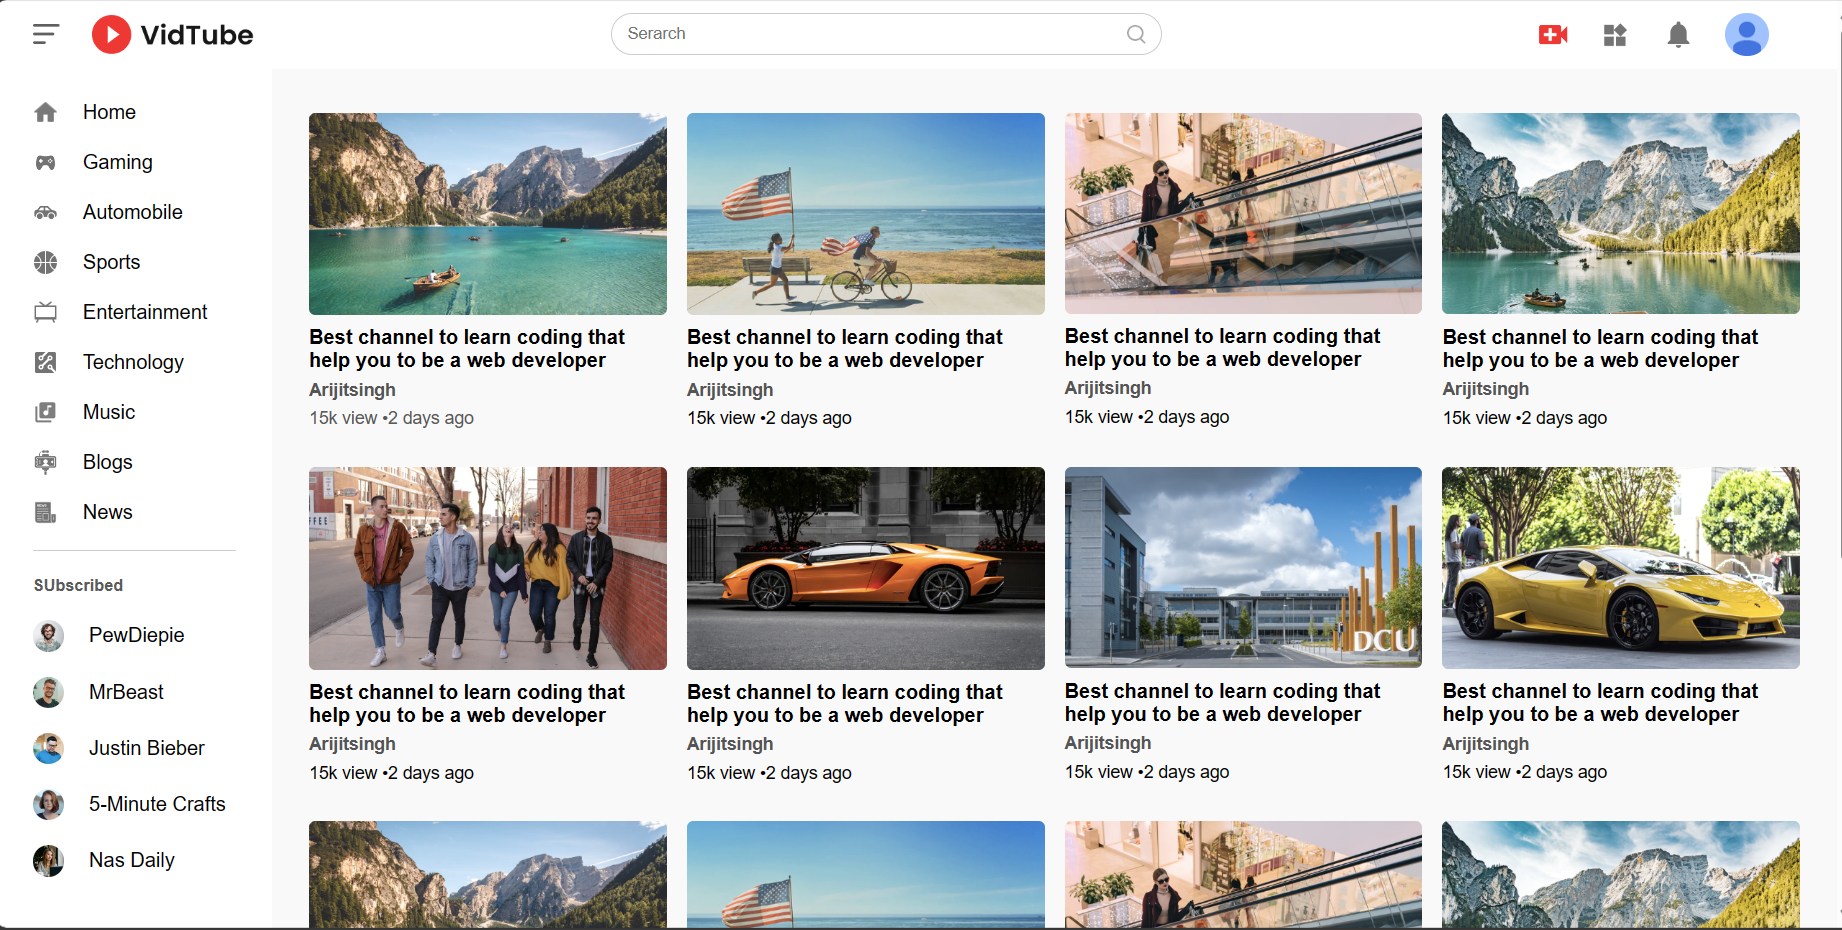 VidTube
Serarch
Home
Gaming
Automobile
Sports
Entertainment
Technology
Music
Blogs
News
SUbscribed
PewDiepie
MrBeast
Justin Bieber
5-Minute Crafts
Nas Daily
Best channel to learn coding that
help you to be a web developer
Arijitsingh
15k view •2 days ago
Best channel to learn coding that
help you to be a web developer
Arijitsingh
15k view •2 days ago
Best channel to learn coding that
help you to be a web developer
Arijitsingh
15k view •2 days ago
Best channel to learn coding that
help you to be a web developer
Arijitsingh
15k view •2 days ago
FFEE
Best channel to learn coding that
help you to be a web developer
Arijitsingh
15k view •2 days ago
Best channel to learn coding that
help you to be a web developer
Arijitsingh
15k view •2 days ago
DCU
Best channel to learn coding that
help you to be a web developer
Arijitsingh
15k view •2 days ago
Best channel to learn coding that
help you to be a web developer
Arijitsingh
15k view •2 days ago